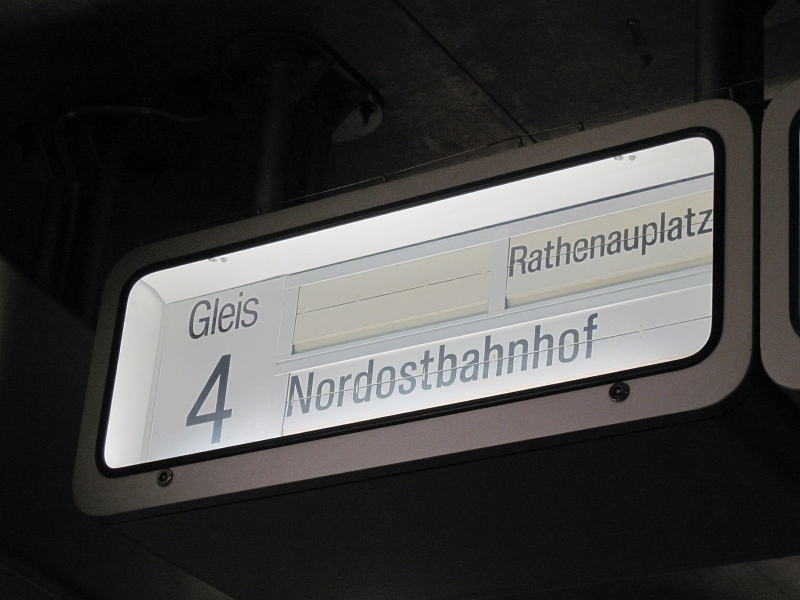 Gleis
4
Rathenauplatz
Nordostbahnhof